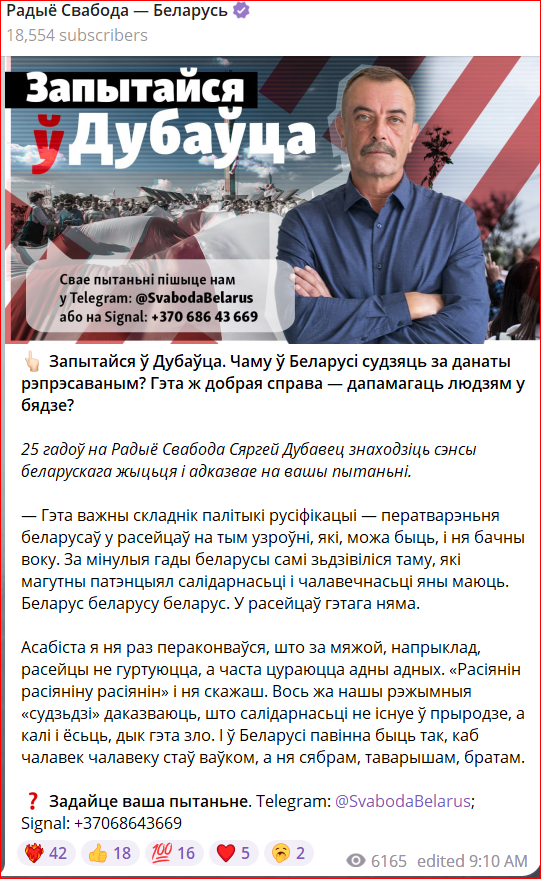 Радыё Свабода — Беларусь
18,554 subscribers
Запытайся
ў Дубаўца
Свае пытаньні пішыце нам
у Telegram: @SvabodaBelarus
або на Signal: +370 686 43 669
👆🏻 Запытайся ў Дубаўца. Чаму ў Беларусі судзяць за данаты
рэпрэсаваным? Гэта ж добрая справа — дапамагаць людзям у
бядзе?
25 гадоў на Радыё Свабода Сяргей Дубавец знаходзіць сэнсы
беларускага жыцьця і адказвае на вашы пытаньні.
— Гэта важны складнік палітыкі русіфікацыі — ператварэньня
беларусаў у расейцаў на тым узроўні, які, можа быць, і ня бачны
воку. За мінулыя гады беларусы самі зьдзівіліся таму, які
магутны патэнцыял салідарнасьці і чалавечнасьці яны маюць.
Беларус беларусу беларус. У расейцаў гэтага няма.
Асабіста я ня раз пераконваўся, што за мяжой, напрыклад,
расейцы не гуртуюцца, а часта цураюцца адны адных. «Расіянін
расіяніну расіянін» і ня скажаш. Вось жа нашы рэжымныя
«судзьдзі» даказваюць, што салідарнасьці не існуе ў прыродзе, а
калі і ёсьць, дык гэта зло. І ў Беларусі павінна быць так, каб
чалавек чалавеку стаў ваўком, а ня сябрам, таварышам, братам.
❓ Задайце ваша пытаньне. Telegram: @SvabodaBelarus;
Signal: +37068643669
❤️‍🔥 42 👍 18 💯 16 ❤️ 5 🤔 2 6165 edited 9:10 AM